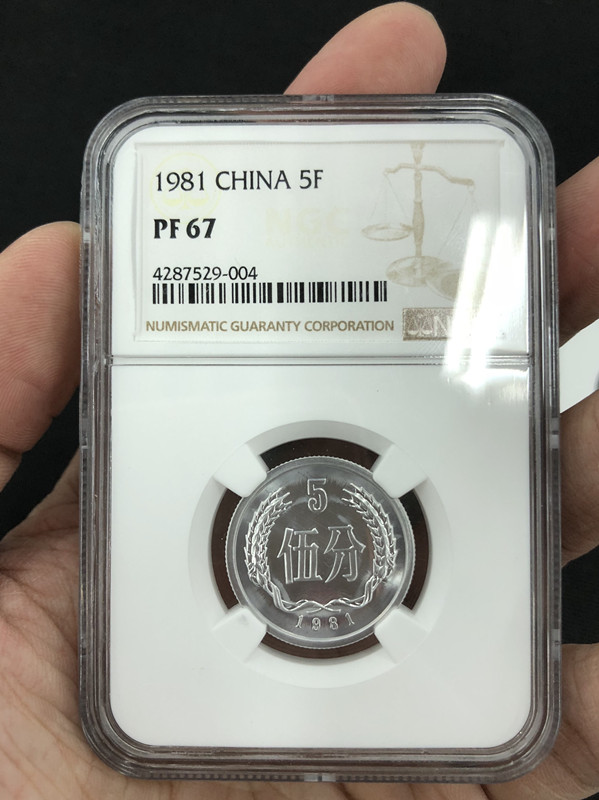 1981 CHINA 5F
PF 67
4287529-004
NUMISMATIC GUARANTY CORPORATION
5
伍分
1981